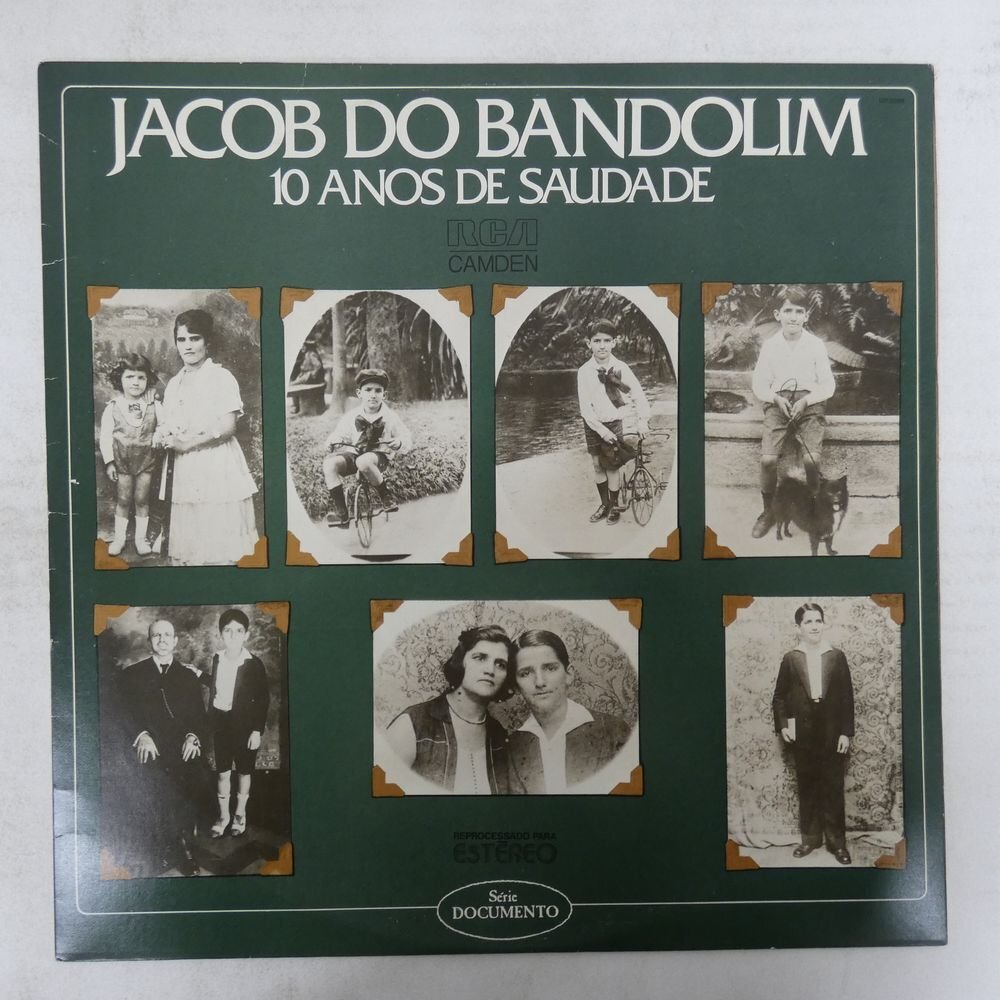 JACOB DO BANDOLIM
10 ANOS DE SAUDADE
RCA
CAMDEN
REPROCESSADO PARA
ESTÉREO
Série
DOCUMENTO